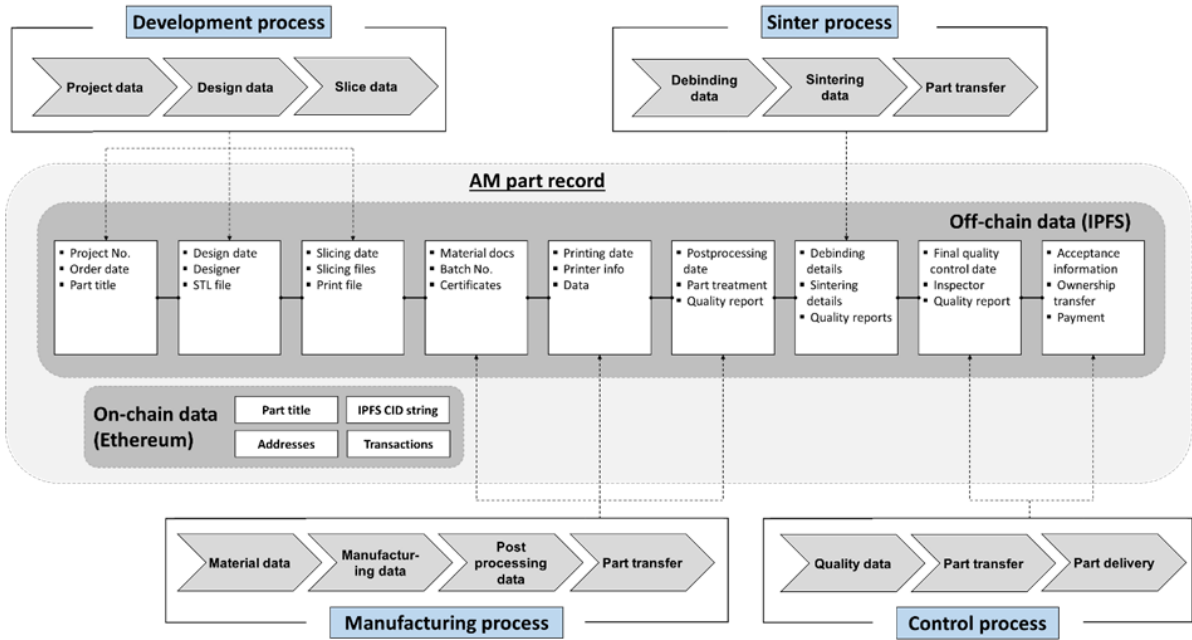 Development process
Project data
Design data
Slice data
Sinter process
Debinding
data
Sintering
data
Part transfer
AM part record
Off-chain data (IPFS)
▪ Project No.
▪ Order date
▪ Part title
▪ Design date
▪ Designer
▪ STL file
▪ Slicing date
▪ Slicing files
▪ Print file
▪ Material docs
▪ Batch No.
▪ Certificates
▪ Printing date
▪ Printer info
▪ Data
▪ Postprocessing
date
▪ Part treatment
▪ Quality report
▪ Debinding
details
▪ Sintering
details
▪ Quality reports
▪ Final quality
control date
▪ Inspector
▪ Quality report
▪ Acceptance
information
▪ Ownership
transfer
▪ Payment
On-chain data
(Ethereum)
Part title
IPFS CID string
Addresses
Transactions
Material data
Manufactur-
ing data
Post
processing
data
Part transfer
Manufacturing process
Quality data
Part transfer
Part delivery
Control process